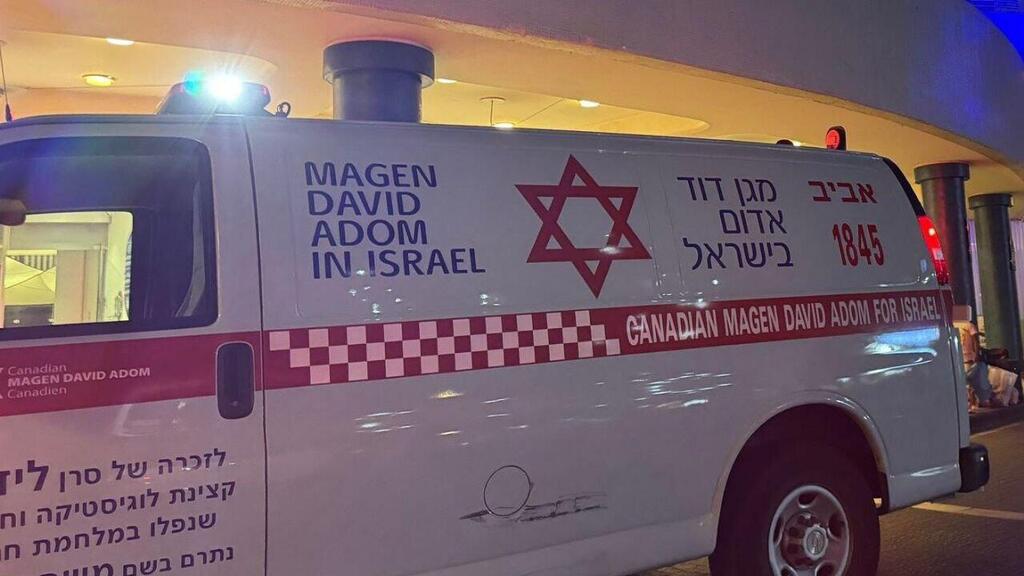 MAGEN
DAVID
ADOM
IN ISRAEL
מגן דוד
אדום
בישראל
אביב
1845
CANADIAN MAGEN DAVID ADOM FOR ISRAEL
Canadian
MAGEN DAVID ADOM
Canadien
לזכרה של סרן
קצינת לוגיסטיקה
שנפלו במלחמת
נתרם בשם